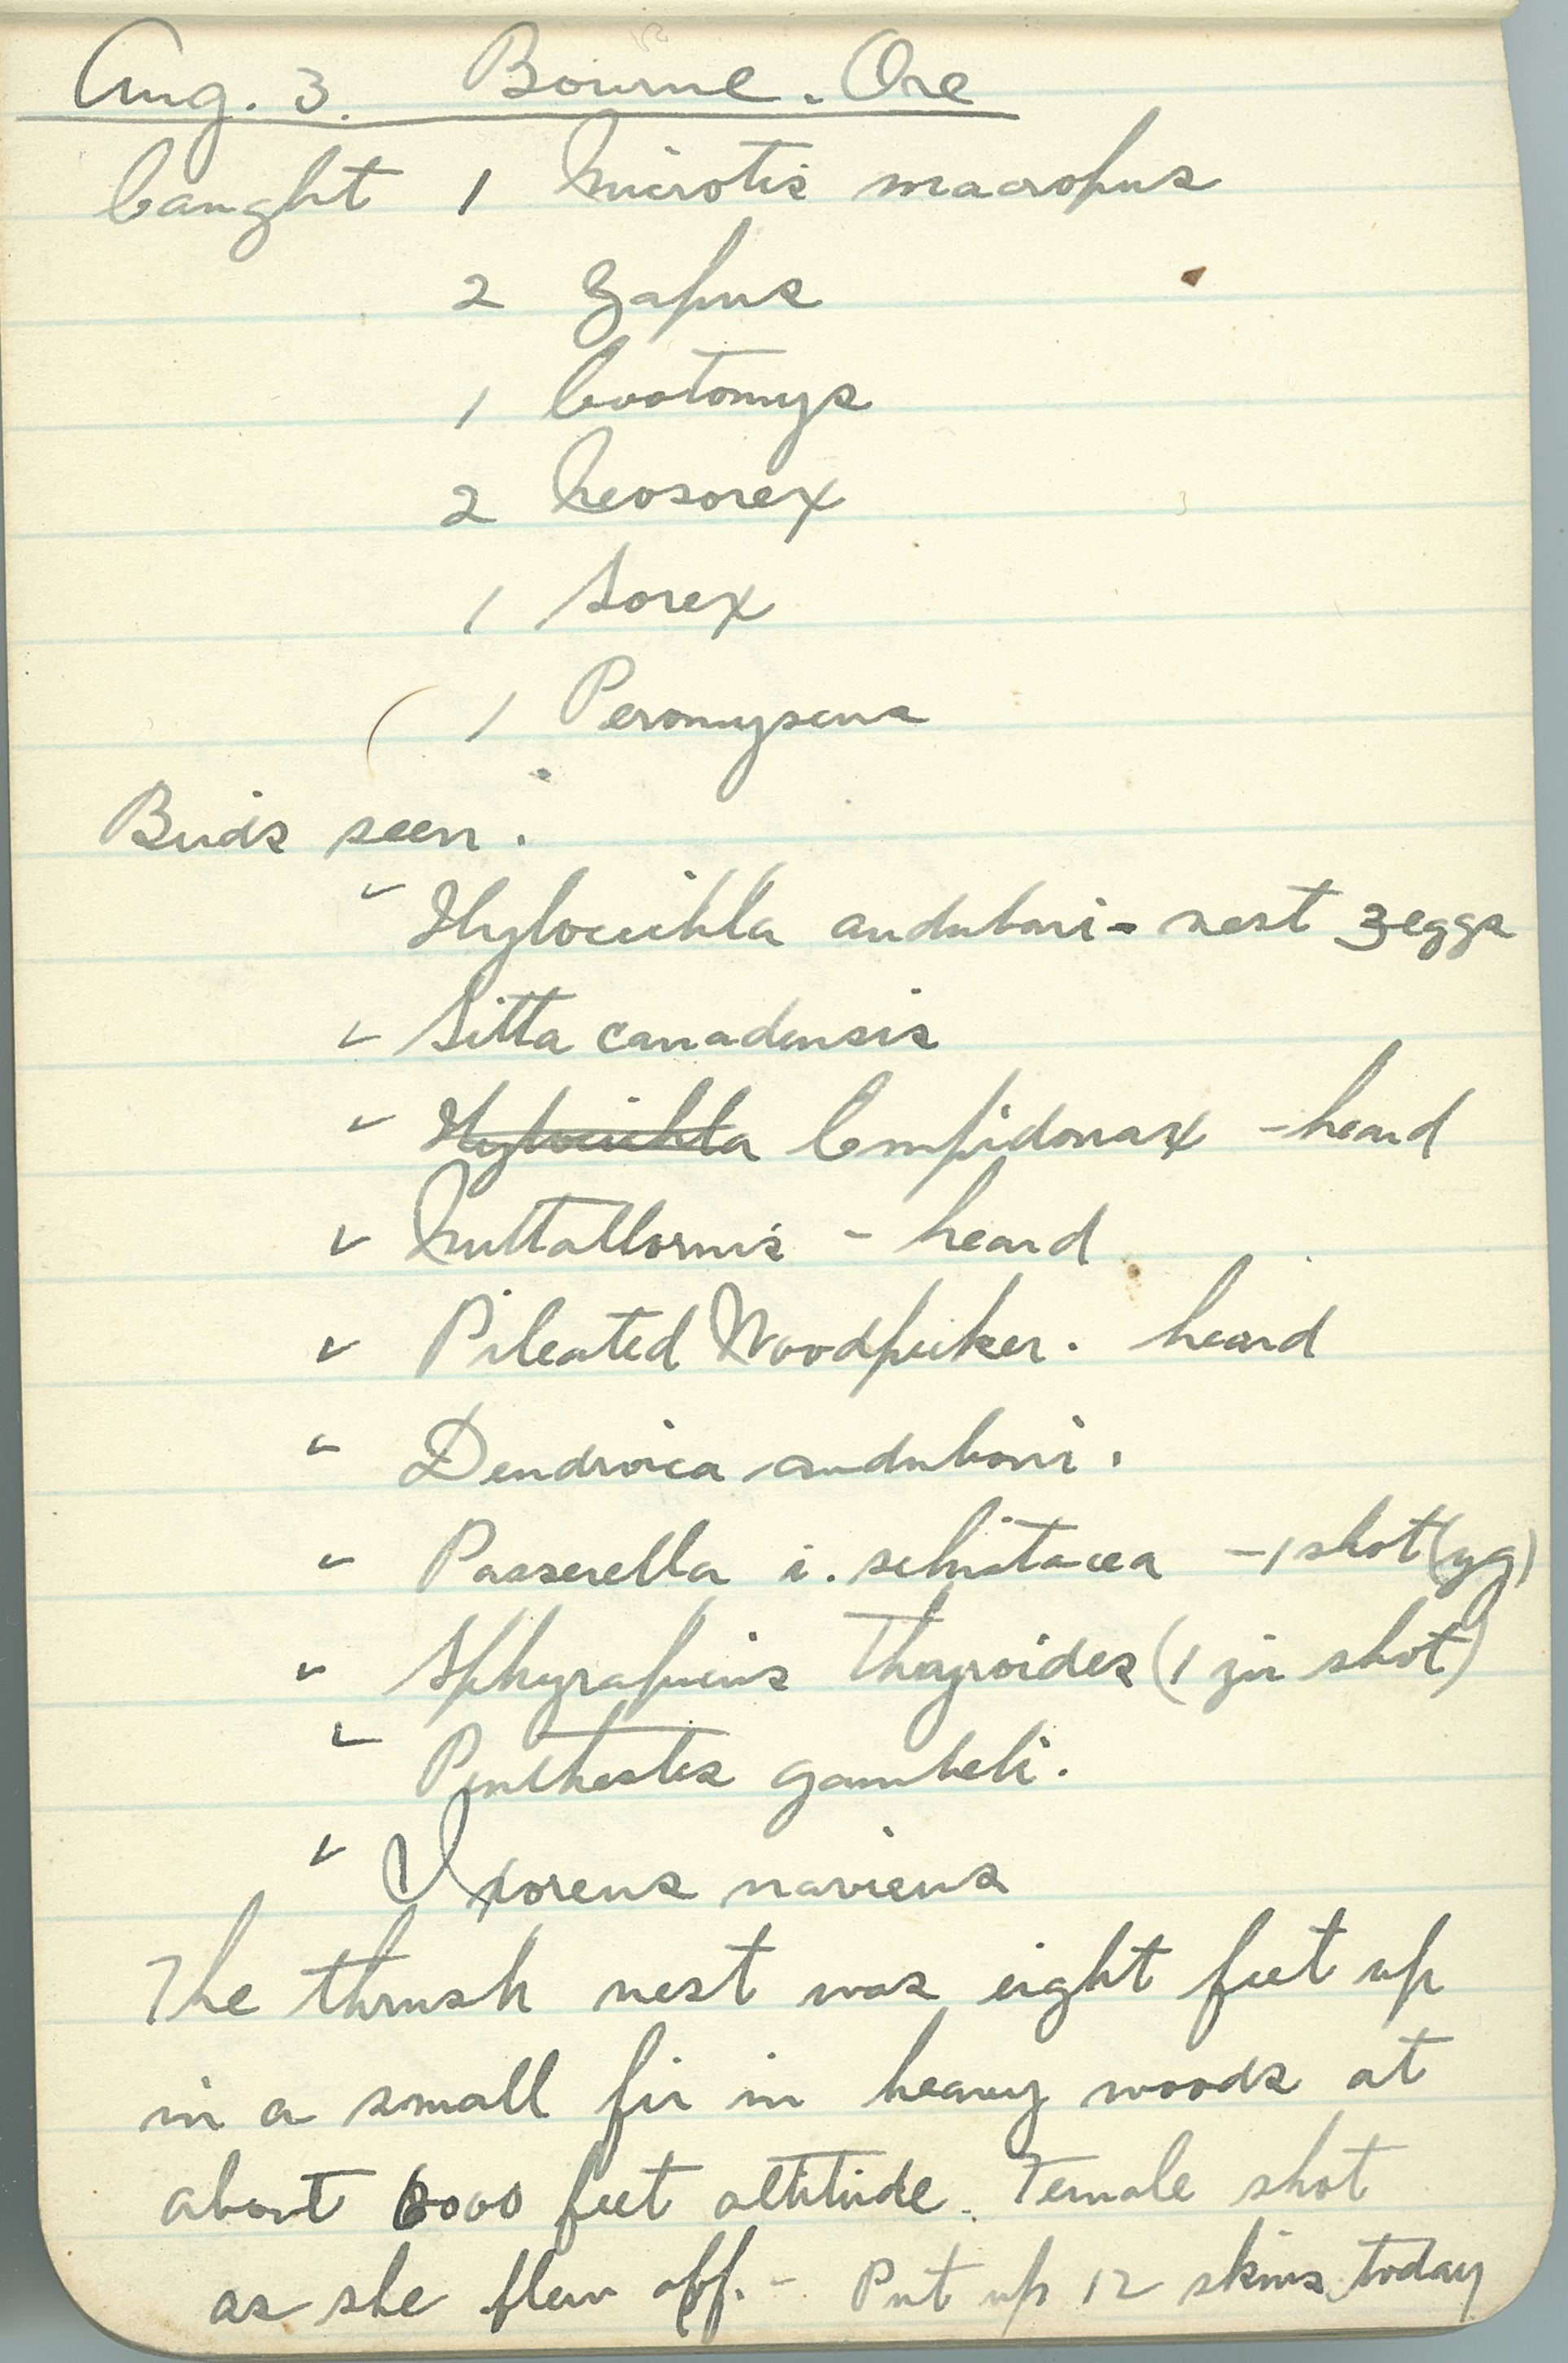 Aug. 3. Bourne. Ore
Caught 1 Microtis macropus
2 Zapus
1 Evotomys
2 Neosorex
1 Sorex
1 Peromyscus
Birds seen.
✓ Hylocichla auduboni - nest 3 eggs
✓ Sitta canadensis
✓ Hylocichla Empidonax - heard
✓ Nuttallornis - heard
✓ Pileated Woodpecker. heard
✓ Dendroica auduboni.
✓ Passerella i. schistacea - 1 shot (yg)
✓ Sphyrapicus thryoides (1 juv shot)
✓ Penthestes gambeli.
✓ Ixoreus naevius
The thrush nest was eight feet up
in a small fir in heavy woods at
about 6000 feet altitude. Female shot
as she flew off. - Put up 12 skins today